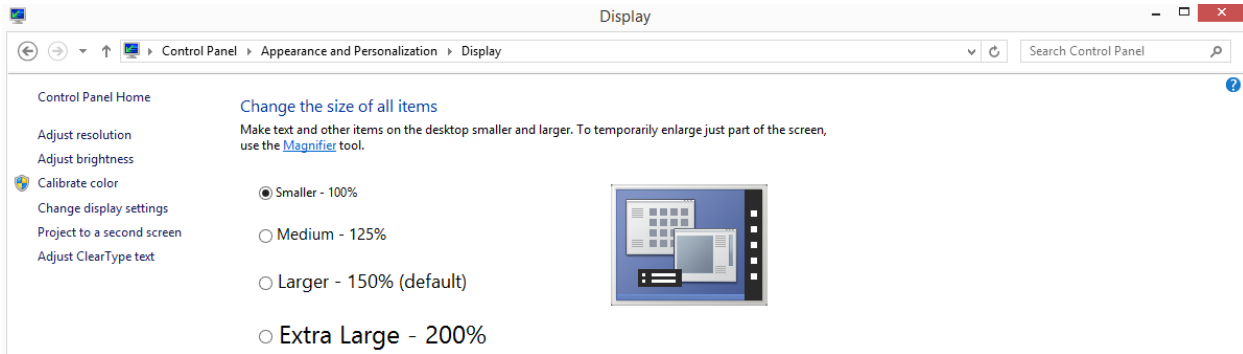 Display
Control Panel Appearance and Personalization Display Search Control Panel
Control Panel Home
Adjust resolution
Adjust brightness
Calibrate color
Change display settings
Project to a second screen
Adjust ClearType text
Change the size of all items
Make text and other items on the desktop smaller and larger. To temporarily enlarge just part of the screen,
use the Magnifier tool.
Smaller - 100%
Medium - 125%
Larger - 150% (default)
Extra Large - 200%